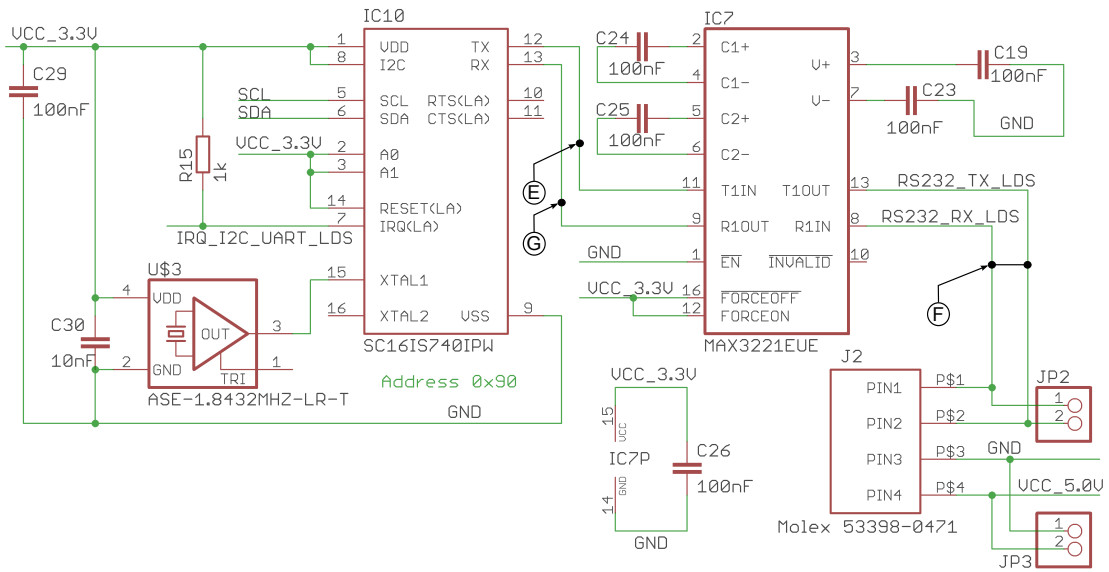 IC10
IC7
VCC_3.3V
1 VDD TX 12
8 I2C RX 13
C29
100nF
SCL 5 SCL RTS(LA) 10
SDA 6 SDA CTS(LA) 11
VCC_3.3V
2 A0
3 A1
R15
1k
14 RESET(LA)
7 IRQ(LA)
IRQ_I2C_UART_LDS
15 XTAL1
16 XTAL2 VSS 9
SC16IS740IPW
Address 0x90
U$3
4 VDD
OUT 3
2 GND
TRI 1
ASE-1.8432MHZ-LR-T
C30
10nF
GND
E
G
C24
100nF
C25
100nF
2 C1+ V+ 3
4 C1- V- 7
5 C2+
6 C2-
C19
100nF
C23
100nF
GND
11 T1IN T1OUT 13
RS232_TX_LDS
9 R1OUT R1IN 8
RS232_RX_LDS
GND
1 EN INVALID 10
VCC_3.3V
16 FORCEOFF
12 FORCEON
MAX3221EUE
F
VCC_3.3V
15
VCC
IC7P
GND
14
C26
100nF
GND
J2
PIN1 P$1
PIN2 P$2
PIN3 P$3
PIN4 P$4
Molex 53398-0471
JP2
1
2
GND
VCC_5.0V
1
2
JP3